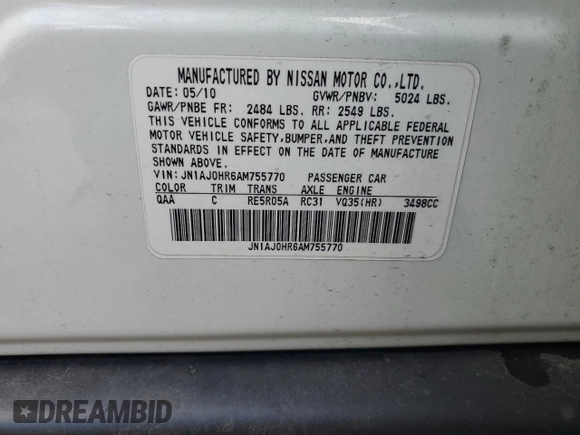 MANUFACTURED BY NISSAN MOTOR CO.,LTD.
DATE: 05/10 GVWR/PNBV: 5024 LBS.
GAWR/PNBE FR: 2484 LBS. RR: 2549 LBS.
THIS VEHICLE CONFORMS TO ALL APPLICABLE FEDERAL
MOTOR VEHICLE SAFETY,BUMPER,AND THEFT PREVENTION
STANDARDS IN EFFECT ON THE DATE OF MANUFACTURE
SHOWN ABOVE.
VIN: JN1AJ0HR6AM755770 PASSENGER CAR
COLOR TRIM TRANS AXLE ENGINE
QAA C RE5R05A RC31 VQ35(HR) 3498CC
JN1AJ0HR6AM755770
DREAMBID